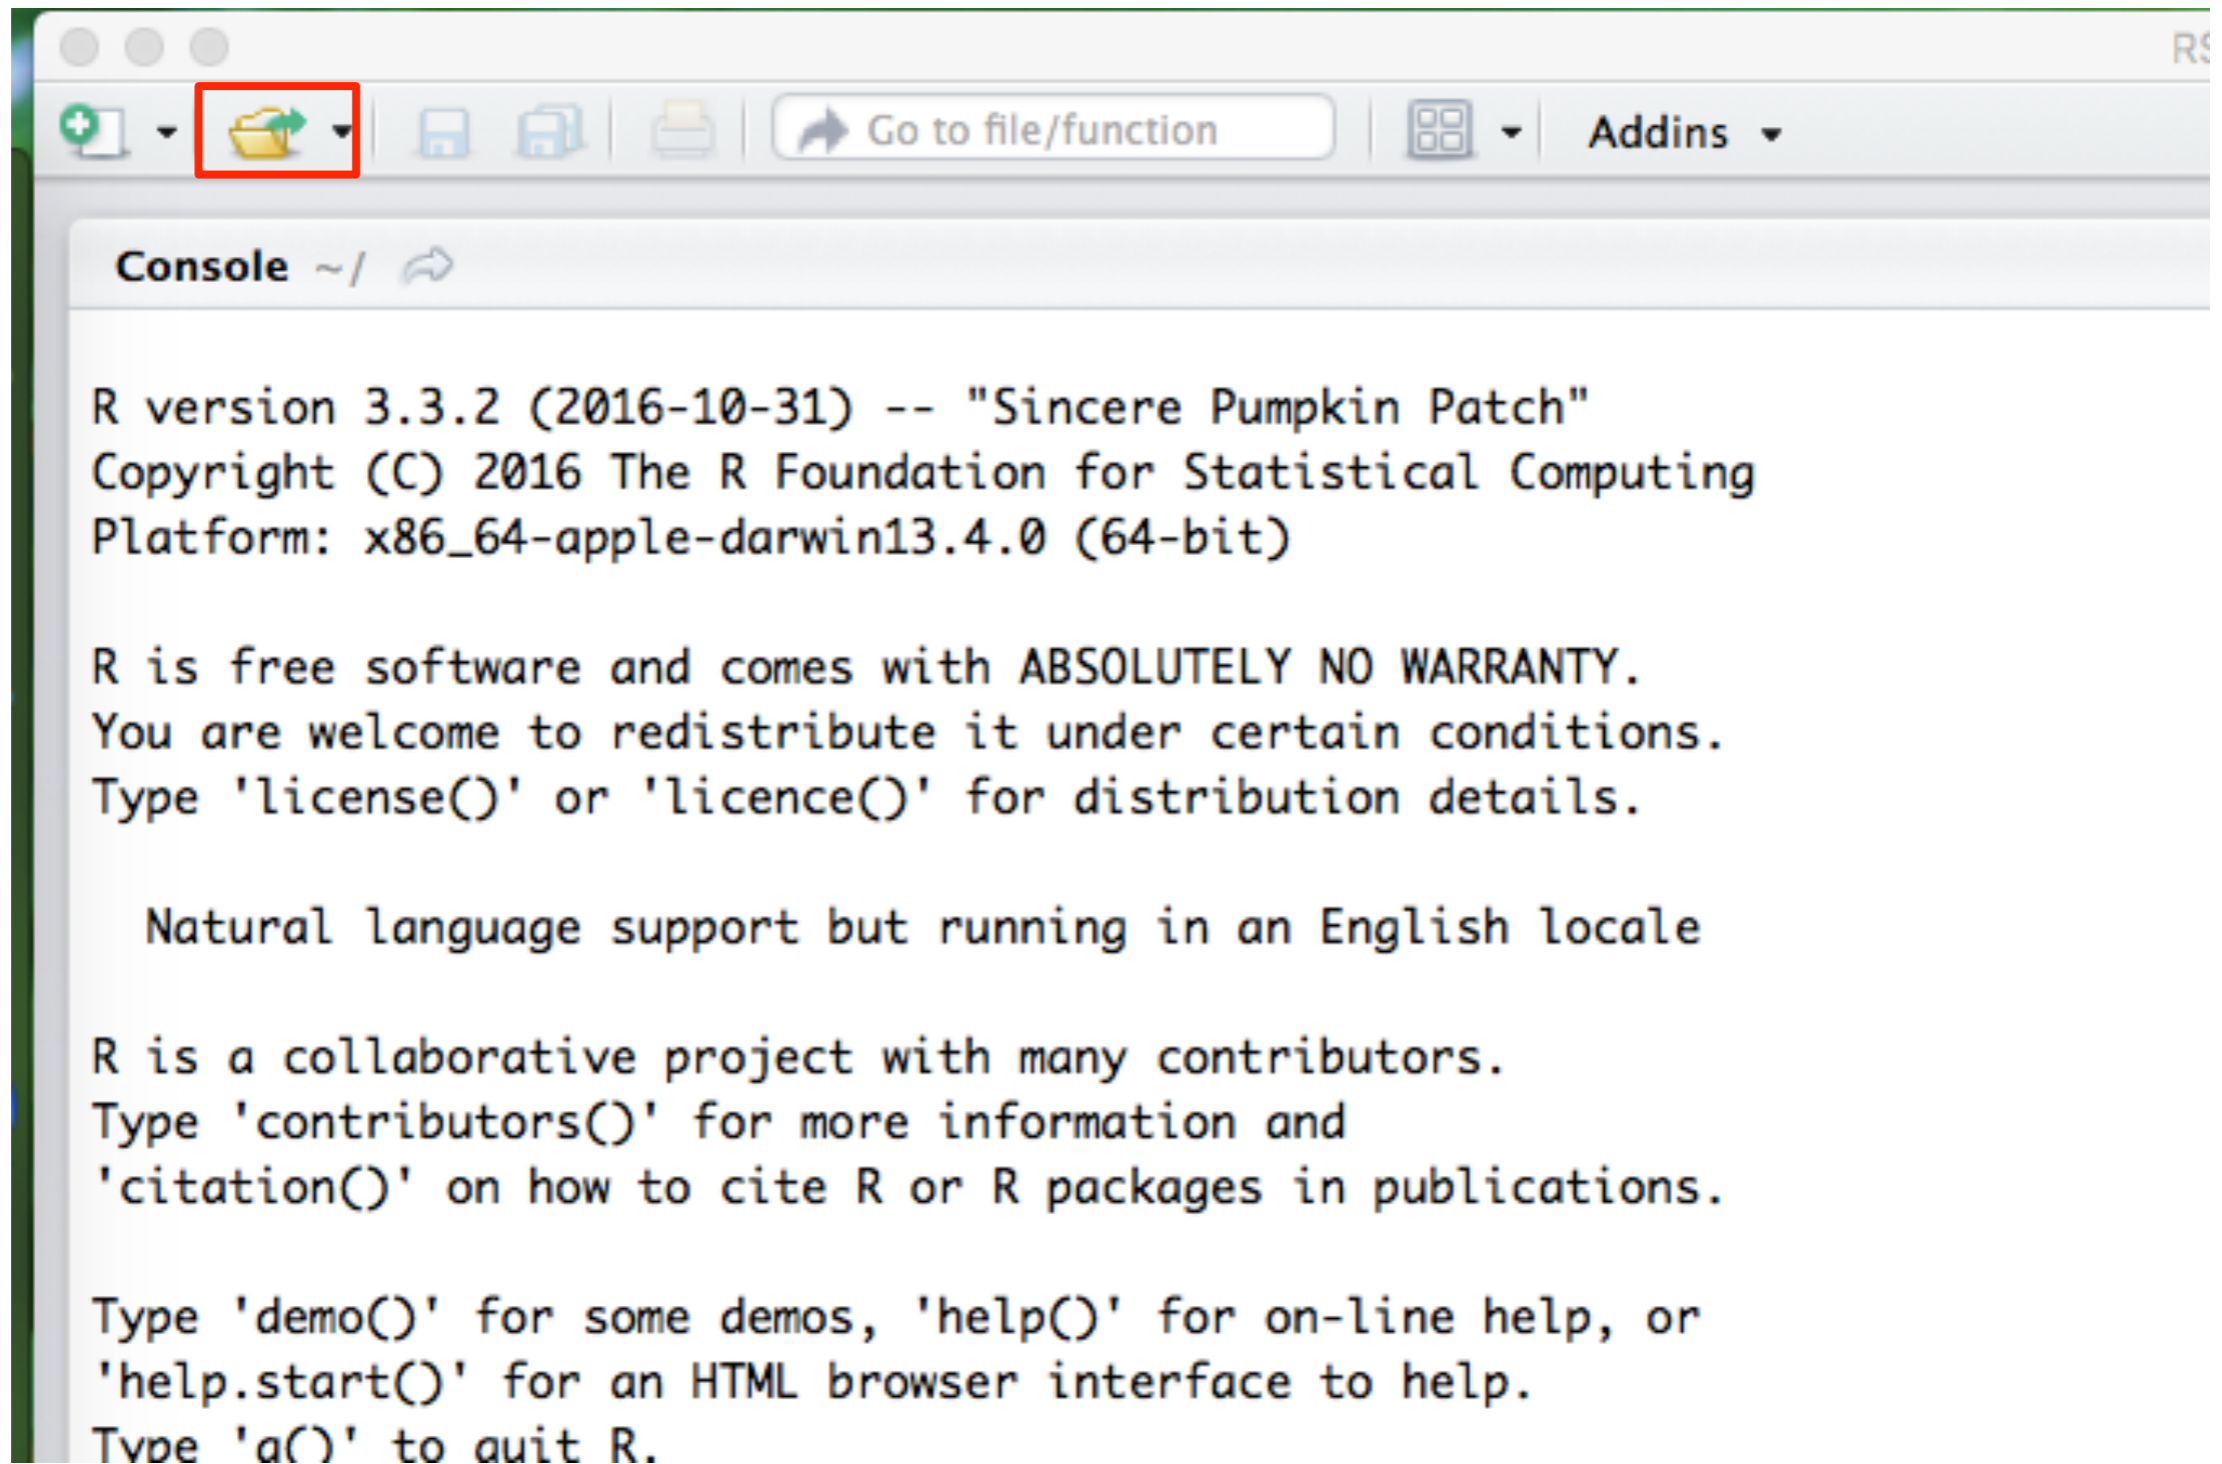 RS
Go to file/function
Addins
Console ~/
R version 3.3.2 (2016-10-31) -- "Sincere Pumpkin Patch"
Copyright (C) 2016 The R Foundation for Statistical Computing
Platform: x86_64-apple-darwin13.4.0 (64-bit)
R is free software and comes with ABSOLUTELY NO WARRANTY.
You are welcome to redistribute it under certain conditions.
Type 'license()' or 'licence()' for distribution details.
Natural language support but running in an English locale
R is a collaborative project with many contributors.
Type 'contributors()' for more information and
'citation()' on how to cite R or R packages in publications.
Type 'demo()' for some demos, 'help()' for on-line help, or
'help.start()' for an HTML browser interface to help.
Type 'q()' to quit R.